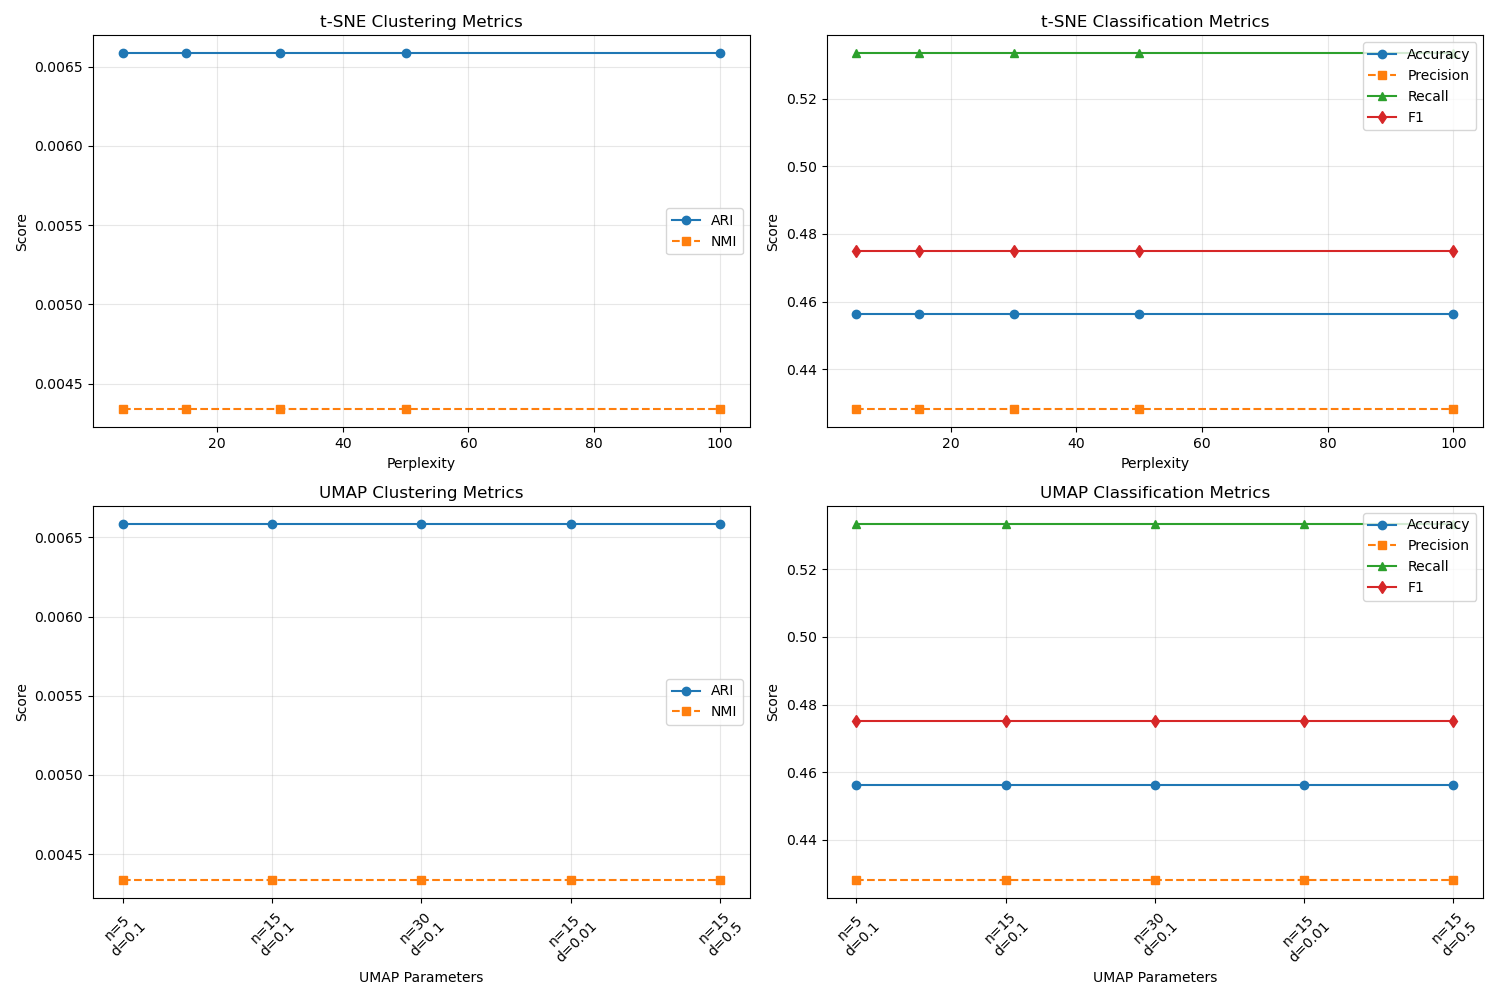 t-SNE Clustering Metrics
0.0065
0.0060
0.0055
0.0050
0.0045
Score
ARI
NMI
20
40
60
80
100
Perplexity
t-SNE Classification Metrics
0.52
0.50
0.48
0.46
0.44
Score
Accuracy
Precision
Recall
F1
20
40
60
80
100
Perplexity
UMAP Clustering Metrics
0.0065
0.0060
0.0055
0.0050
0.0045
Score
ARI
NMI
n=5
d=0.1
n=15
d=0.1
n=30
d=0.1
n=15
d=0.01
n=15
d=0.5
UMAP Parameters
UMAP Classification Metrics
0.52
0.50
0.48
0.46
0.44
Score
Accuracy
Precision
Recall
F1
n=5
d=0.1
n=15
d=0.1
n=30
d=0.1
n=15
d=0.01
n=15
d=0.5
UMAP Parameters